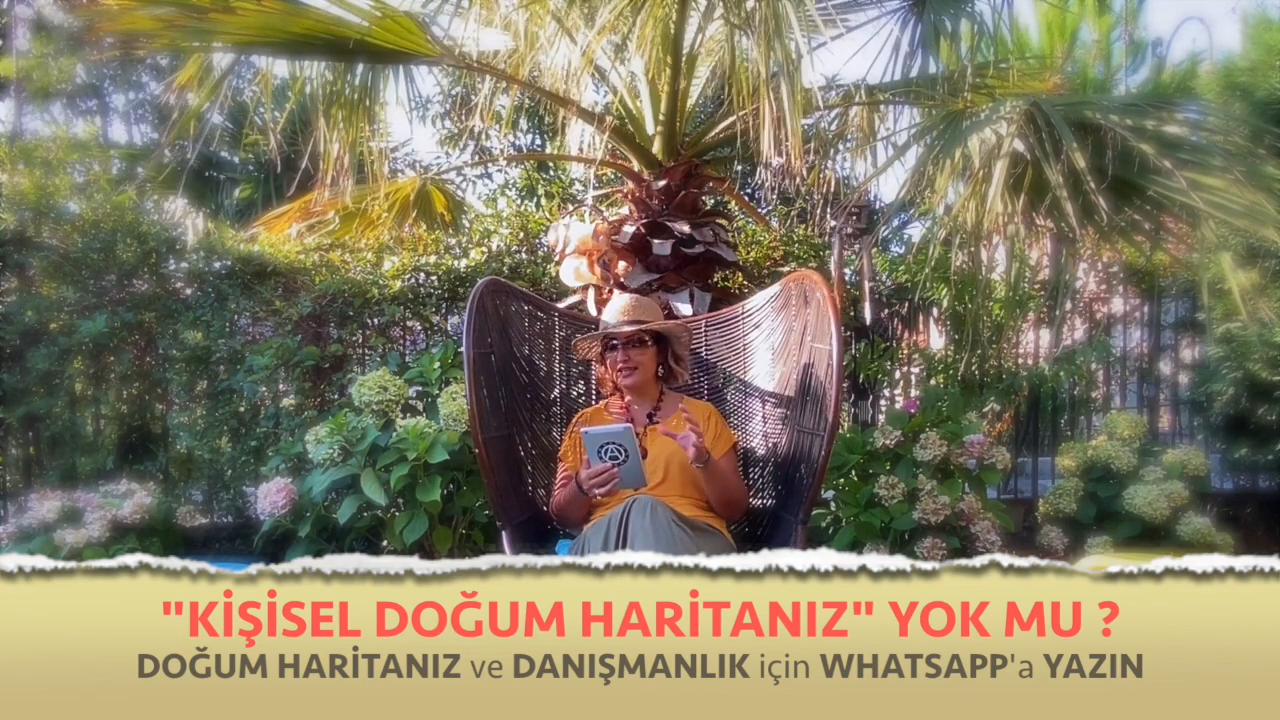 "KİŞİSEL DOĞUM HARİTANIZ" YOK MU ?
DOĞUM HARİTANIZ ve DANIŞMANLIK için WHATSAPP'a YAZIN